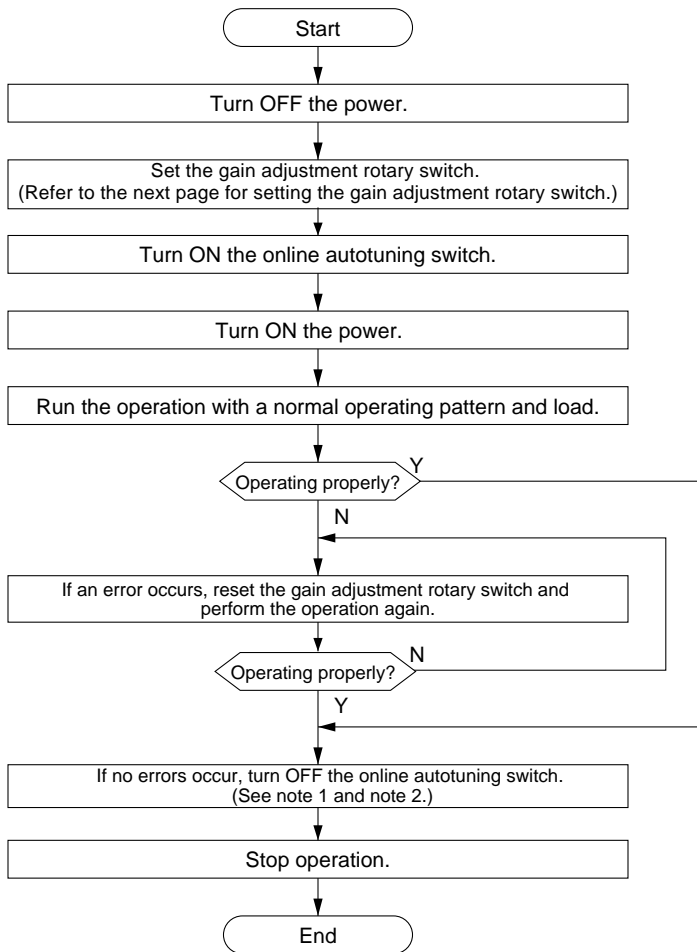 Start
Turn OFF the power.
Set the gain adjustment rotary switch.
(Refer to the next page for setting the gain adjustment rotary switch.)
Turn ON the online autotuning switch.
Turn ON the power.
Run the operation with a normal operating pattern and load.
Y
Operating properly?
N
If an error occurs, reset the gain adjustment rotary switch and
perform the operation again.
N
Operating properly?
Y
If no errors occur, turn OFF the online autotuning switch.
(See note 1 and note 2.)
Stop operation.
End